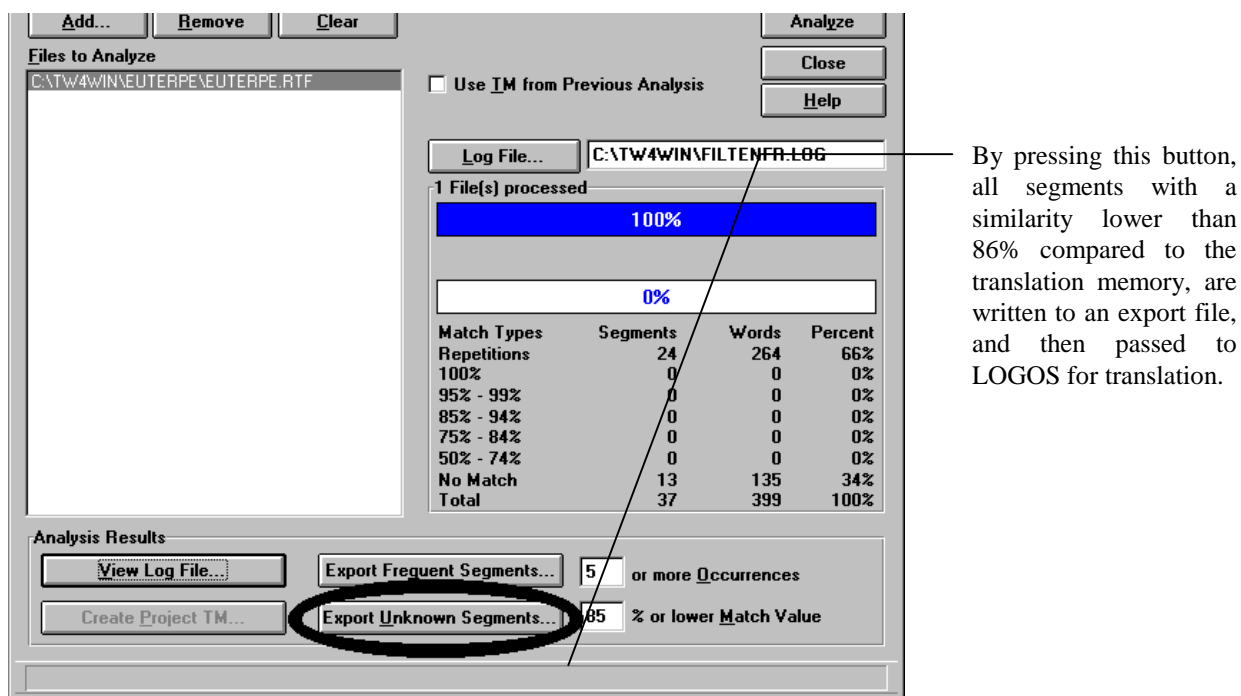 Add... Remove Clear Analyze
Files to Analyze
Close
C:\TW4WIN\EUTERPE\EUTERPE.RTF
Use TM from Previous Analysis
Help
Log File... C:\TW4WIN\FILTENFR.LOG
1 File(s) processed
100%
0%
Match Types Segments Words Percent
Repetitions 24 264 66%
100% 0 0 0%
95% - 99% 0 0 0%
85% - 94% 0 0 0%
75% - 84% 0 0 0%
50% - 74% 0 0 0%
No Match 13 135 34%
Total 37 399 100%
Analysis Results
View Log File... Export Frequent Segments... 5 or more Occurrences
Create Project TM... Export Unknown Segments... 85 % or lower Match Value
By pressing this button,
all segments with a
similarity lower than
86% compared to the
translation memory, are
written to an export file,
and then passed to
LOGOS for translation.